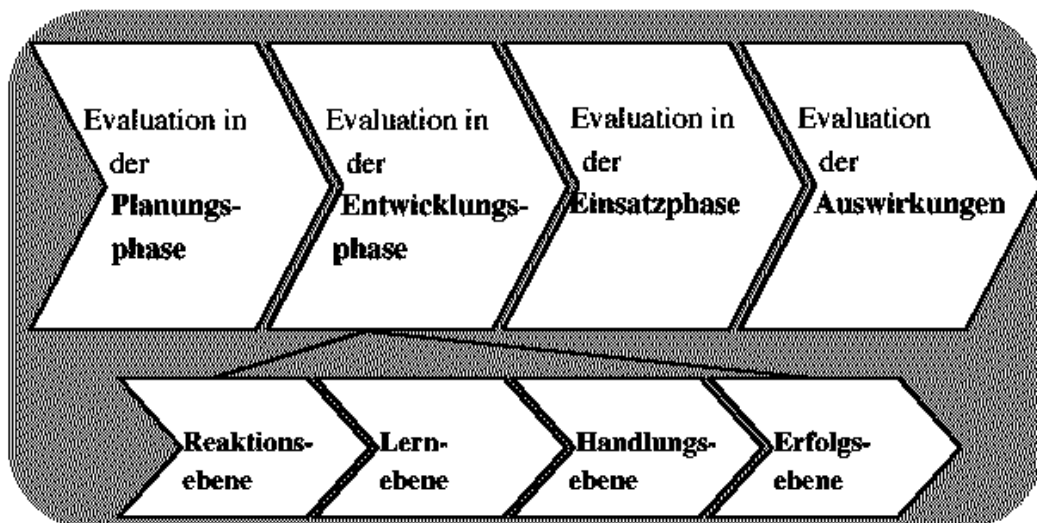 Evaluation in
der
Planungs-
phase
Evaluation in
der
Entwicklungs-
phase
Evaluation in
der
Einsatzphase
Evaluation
der
Auswirkungen
Reaktions-
ebene
Lern-
ebene
Handlungs-
ebene
Erfolgs-
ebene